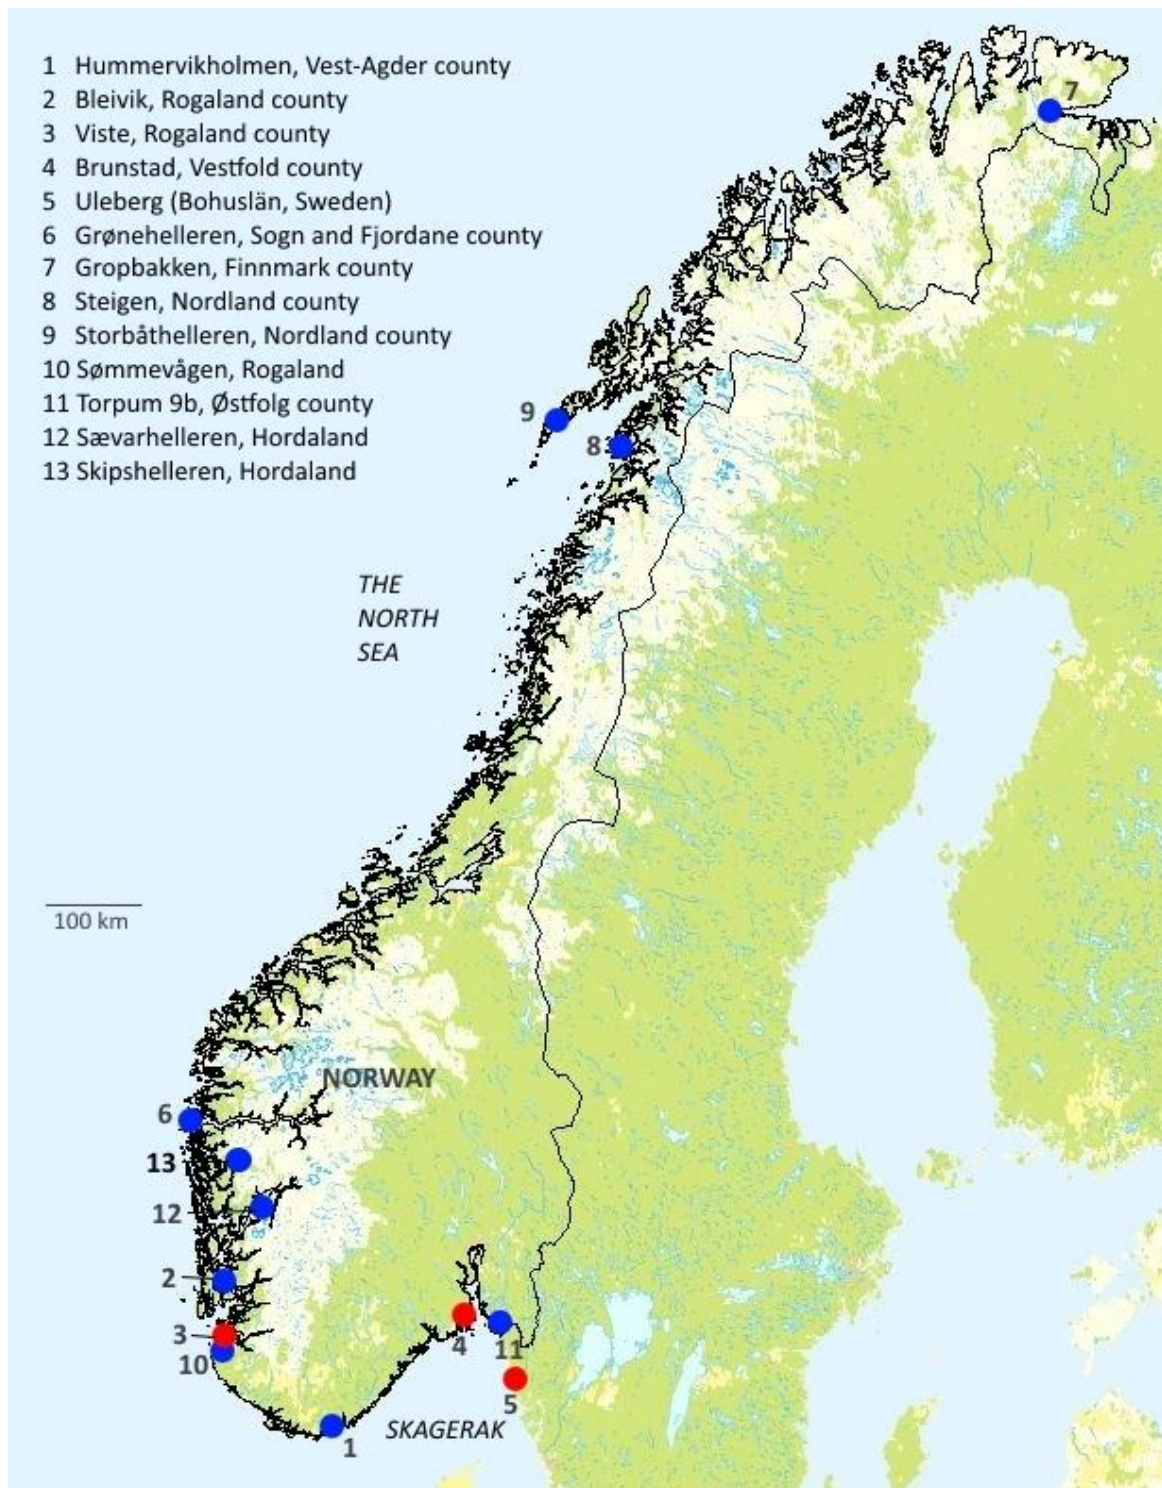 1 Hummervikholmen, Vest-Agder county
2 Bleivik, Rogaland county
3 Viste, Rogaland county
4 Brunstad, Vestfold county
5 Uleberg (Bohuslän, Sweden)
6 Grønehelleren, Sogn and Fjordane county
7 Gropbakken, Finnmark county
8 Steigen, Nordland county
9 Storbåthelleren, Nordland county
10 Sømmevågen, Rogaland
11 Torpum 9b, Østfolg county
12 Sævarhelleren, Hordaland
13 Skipshelleren, Hordaland
7
9
8
THE
NORTH
SEA
100 km
NORWAY
6
13
12
2
3
4
11
10
5
SKAGERAK
1